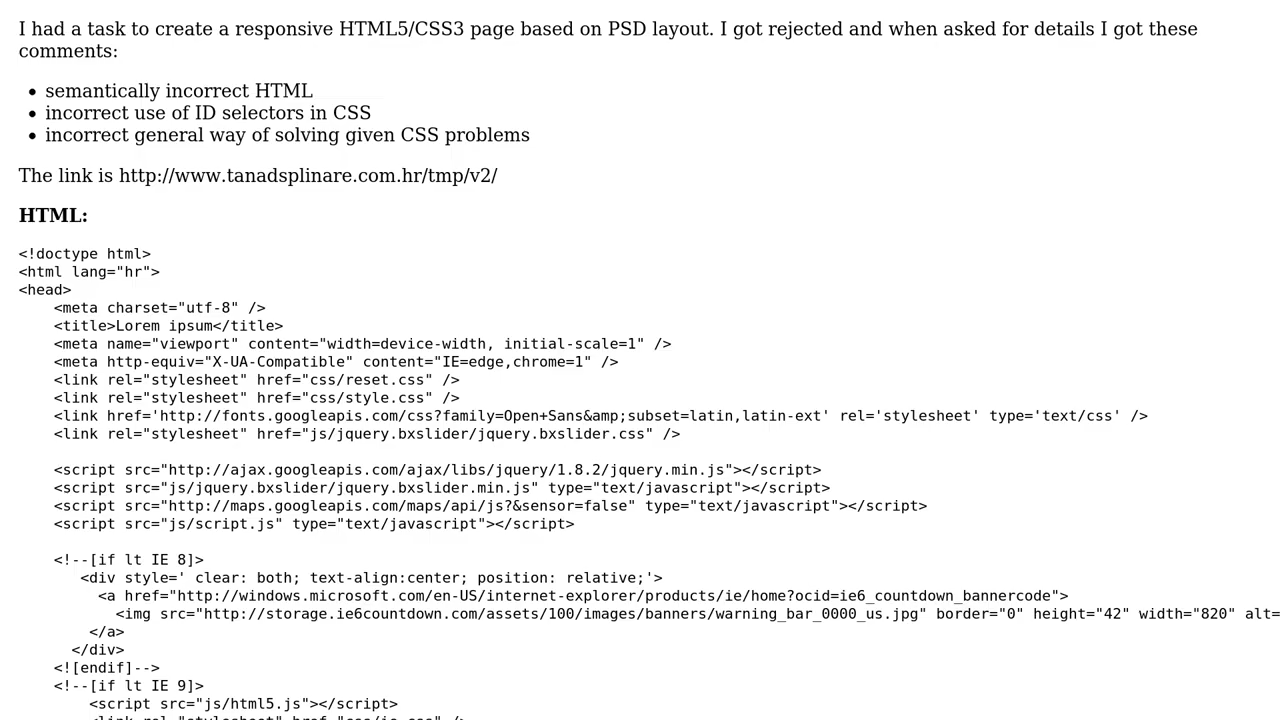 I had a task to create a responsive HTML5/CSS3 page based on PSD layout. I got rejected and when asked for details I got these
comments:
• semantically incorrect HTML
• incorrect use of ID selectors in CSS
• incorrect general way of solving given CSS problems
The link is http://www.tanadsplinare.com.hr/tmp/v2/
HTML:
<!doctype html>
<html lang="hr">
<head>
    <meta charset="utf-8" />
    <title>Lorem ipsum</title>
    <meta name="viewport" content="width=device-width, initial-scale=1" />
    <meta http-equiv="X-UA-Compatible" content="IE=edge,chrome=1" />
    <link rel="stylesheet" href="css/reset.css" />
    <link rel="stylesheet" href="css/style.css" />
    <link href='http://fonts.googleapis.com/css?family=Open+Sans&amp;subset=latin,latin-ext' rel='stylesheet' type='text/css' />
    <link rel="stylesheet" href="js/jquery.bxslider/jquery.bxslider.css" />
    <script src="http://ajax.googleapis.com/ajax/libs/jquery/1.8.2/jquery.min.js"></script>
    <script src="js/jquery.bxslider/jquery.bxslider.min.js" type="text/javascript"></script>
    <script src="http://maps.googleapis.com/maps/api/js?&sensor=false" type="text/javascript"></script>
    <script src="js/script.js" type="text/javascript"></script>
    <!--[if lt IE 8]>
       <div style=' clear: both; text-align:center; position: relative;'>
         <a href="http://windows.microsoft.com/en-US/internet-explorer/products/ie/home?ocid=ie6_countdown_bannercode">
           <img src="http://storage.ie6countdown.com/assets/100/images/banners/warning_bar_0000_us.jpg" border="0" height="42" width="820" alt=
        </a>
      </div>
    <![endif]-->
    <!--[if lt IE 9]>
        <script src="js/html5.js"></script>
        <link rel="stylesheet" href="css/ie.css" />